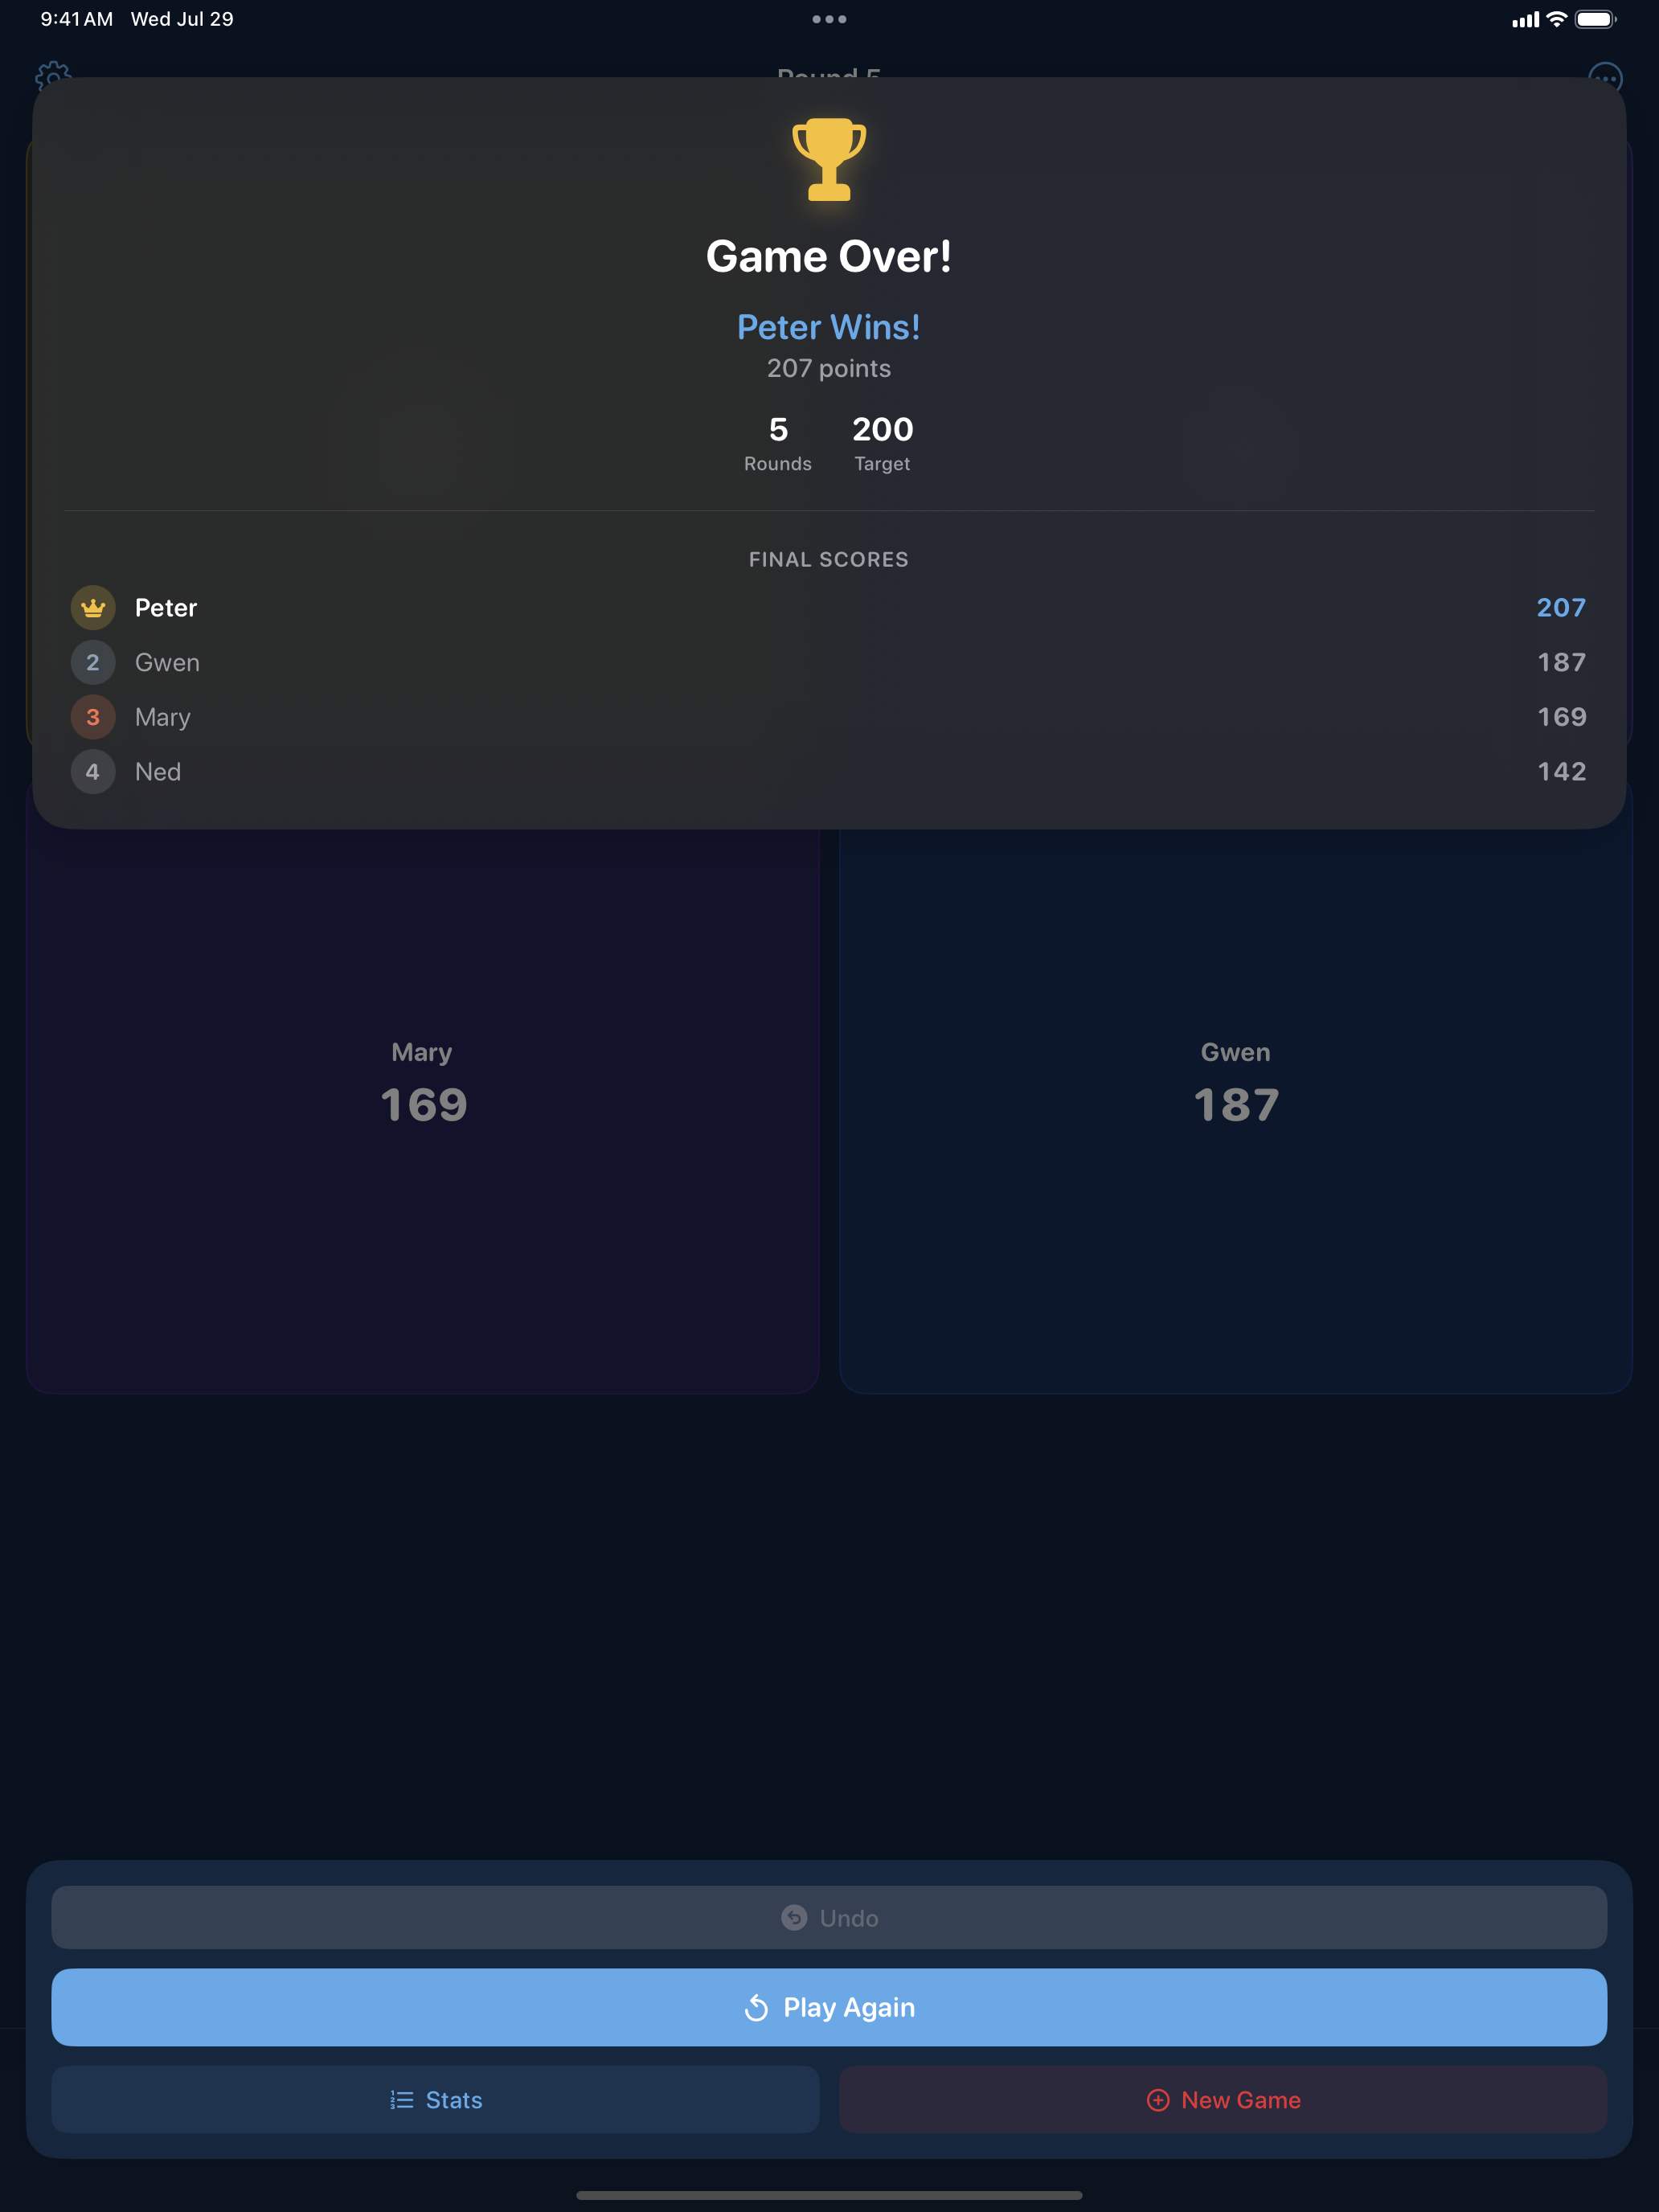 9:41 AM Wed Jul 29
Round 5
Game Over!
Peter Wins!
207 points
5 200
Rounds Target
FINAL SCORES
Peter 207
2 Gwen 187
3 Mary 169
4 Ned 142
Mary Gwen
169 187
Undo
Play Again
Stats New Game